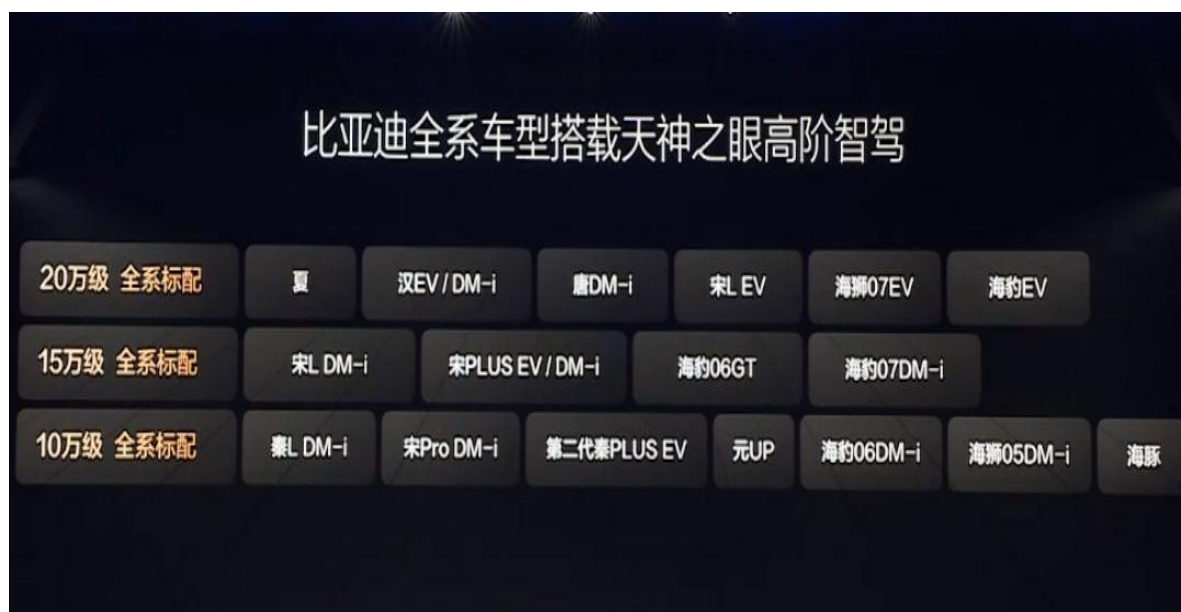 比亚迪全系车型搭载天神之眼高阶智驾
20万级 全系标配 夏 汉EV / DM-i 唐DM-i 宋L EV 海狮07EV 海豹EV
15万级 全系标配 宋L DM-i 宋PLUS EV / DM-i 海豹06GT 海豹07DM-i
10万级 全系标配 秦L DM-i 宋Pro DM-i 第二代秦PLUS EV 元UP 海豹06DM-i 海狮05DM-i 海豚